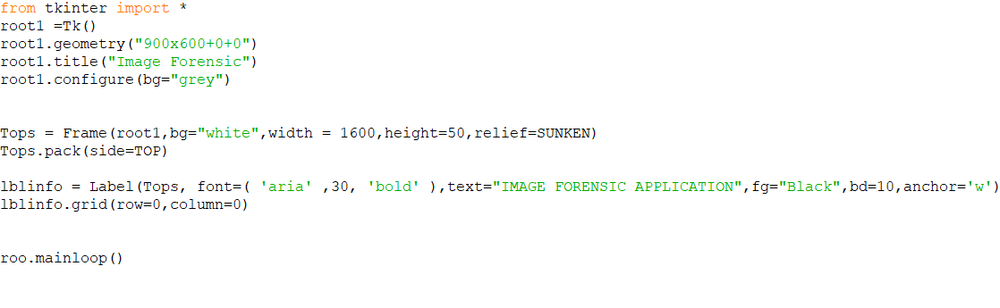 from tkinter import *
root1 =Tk()
root1.geometry("900x600+0+0")
root1.title("Image Forensic")
root1.configure(bg="grey")
Tops = Frame(root1,bg="white",width = 1600,height=50,relief=SUNKEN)
Tops.pack(side=TOP)
lblinfo = Label(Tops, font=( 'aria' ,30, 'bold' ),text="IMAGE FORENSIC APPLICATION",fg="Black",bd=10,anchor='w')
lblinfo.grid(row=0,column=0)
roo.mainloop()